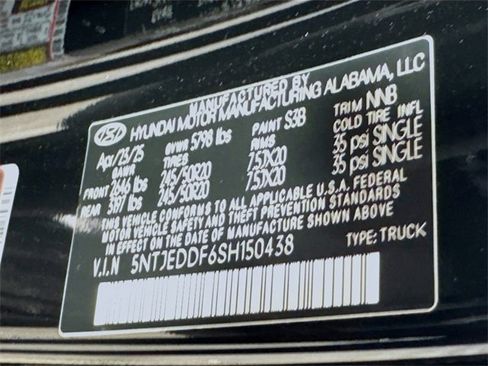 MANUFACTURED BY
HYUNDAI MOTOR MANUFACTURING ALABAMA, LLC
Apr/23/25 GVWR 5798 lbs PAINT S3B TRIM NNB
GAWR TIRES RIMS COLD TIRE INFL
FRONT 2646 lbs 245/50R20 7.5JX20 35 psi SINGLE
REAR 3197 lbs 245/50R20 7.5JX20 35 psi SINGLE
THIS VEHICLE CONFORMS TO ALL APPLICABLE U.S.A. FEDERAL
MOTOR VEHICLE SAFETY AND THEFT PREVENTION STANDARDS
IN EFFECT ON THE DATE OF MANUFACTURE SHOWN ABOVE.
V.I.N 5NTJEDDF6SH150438 TYPE: TRUCK